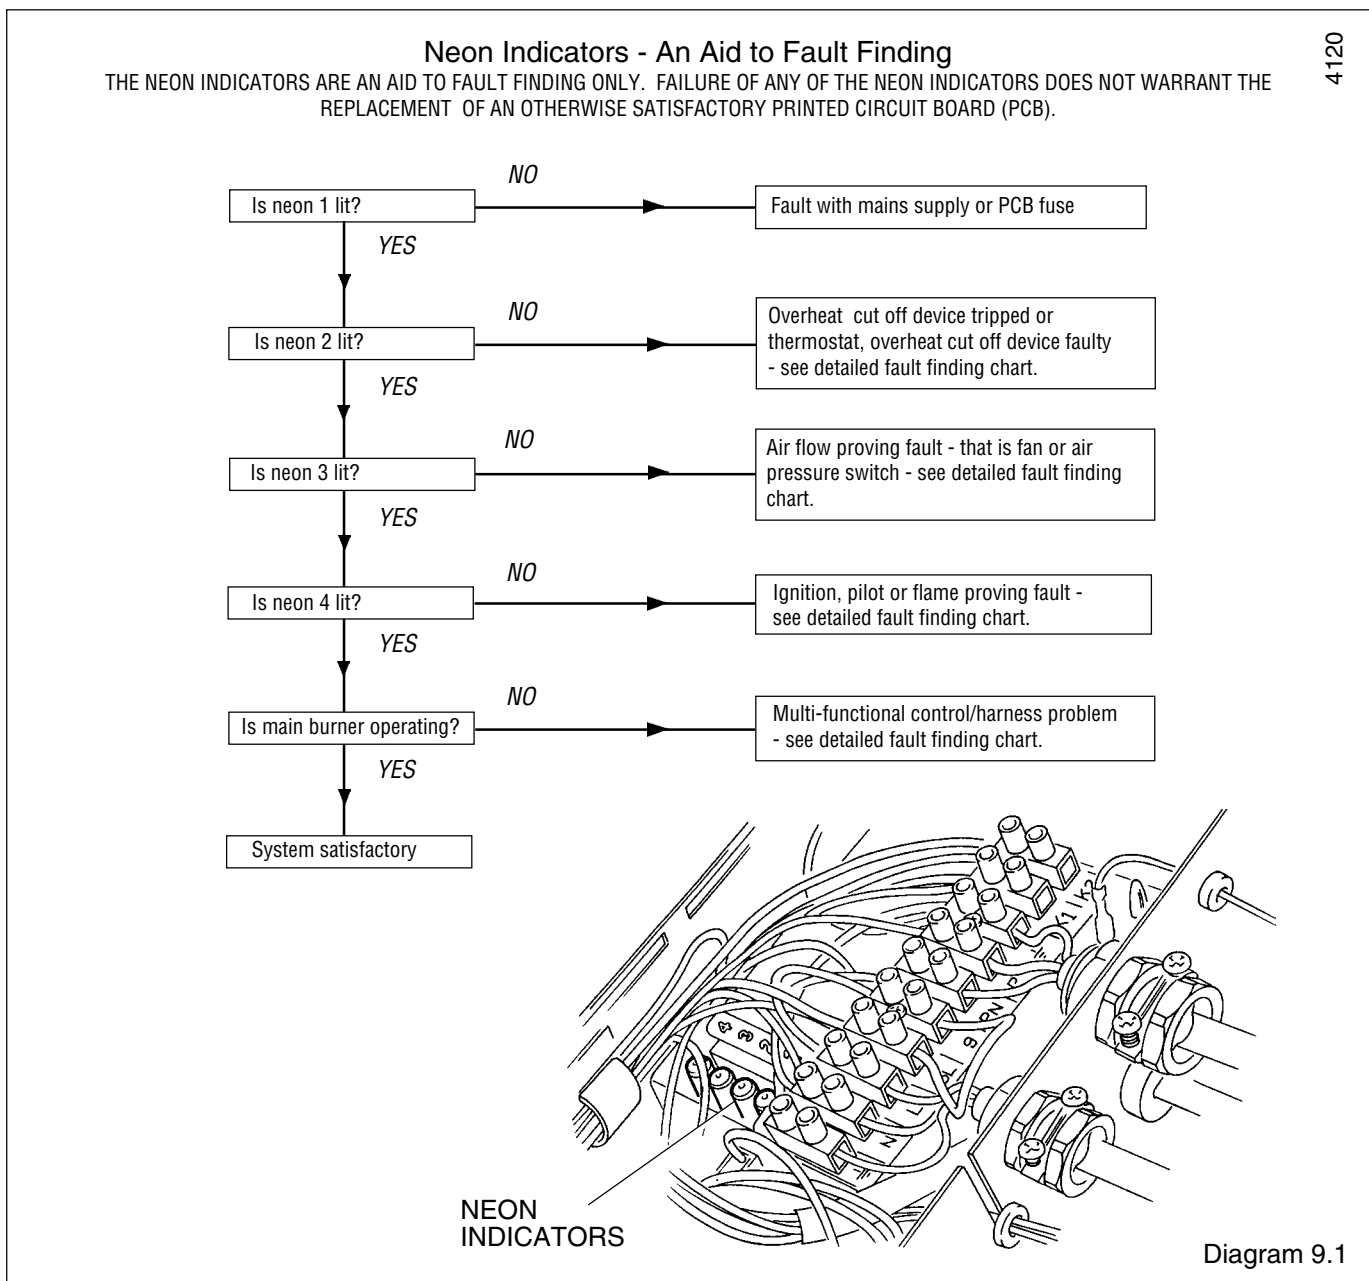 Neon Indicators - An Aid to Fault Finding
4120
THE NEON INDICATORS ARE AN AID TO FAULT FINDING ONLY. FAILURE OF ANY OF THE NEON INDICATORS DOES NOT WARRANT THE
REPLACEMENT OF AN OTHERWISE SATISFACTORY PRINTED CIRCUIT BOARD (PCB).
NO
Is neon 1 lit?
Fault with mains supply or PCB fuse
YES
NO
Is neon 2 lit?
Overheat cut off device tripped or
thermostat, overheat cut off device faulty
- see detailed fault finding chart.
YES
NO
Is neon 3 lit?
Air flow proving fault - that is fan or air
pressure switch - see detailed fault finding
chart.
YES
NO
Is neon 4 lit?
Ignition, pilot or flame proving fault -
see detailed fault finding chart.
YES
NO
Is main burner operating?
Multi-functional control/harness problem
- see detailed fault finding chart.
YES
System satisfactory
4 3 2
NEON
INDICATORS
Diagram 9.1